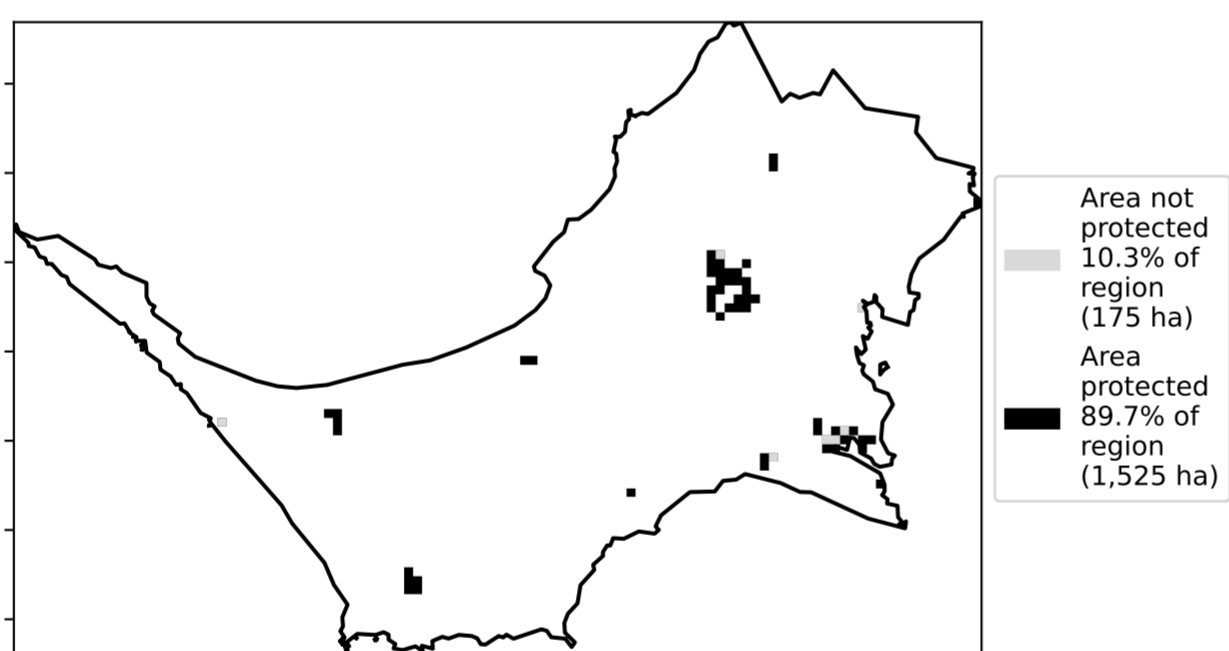 Area not
protected
10.3% of
region
(175 ha)
Area
protected
89.7% of
region
(1,525 ha)